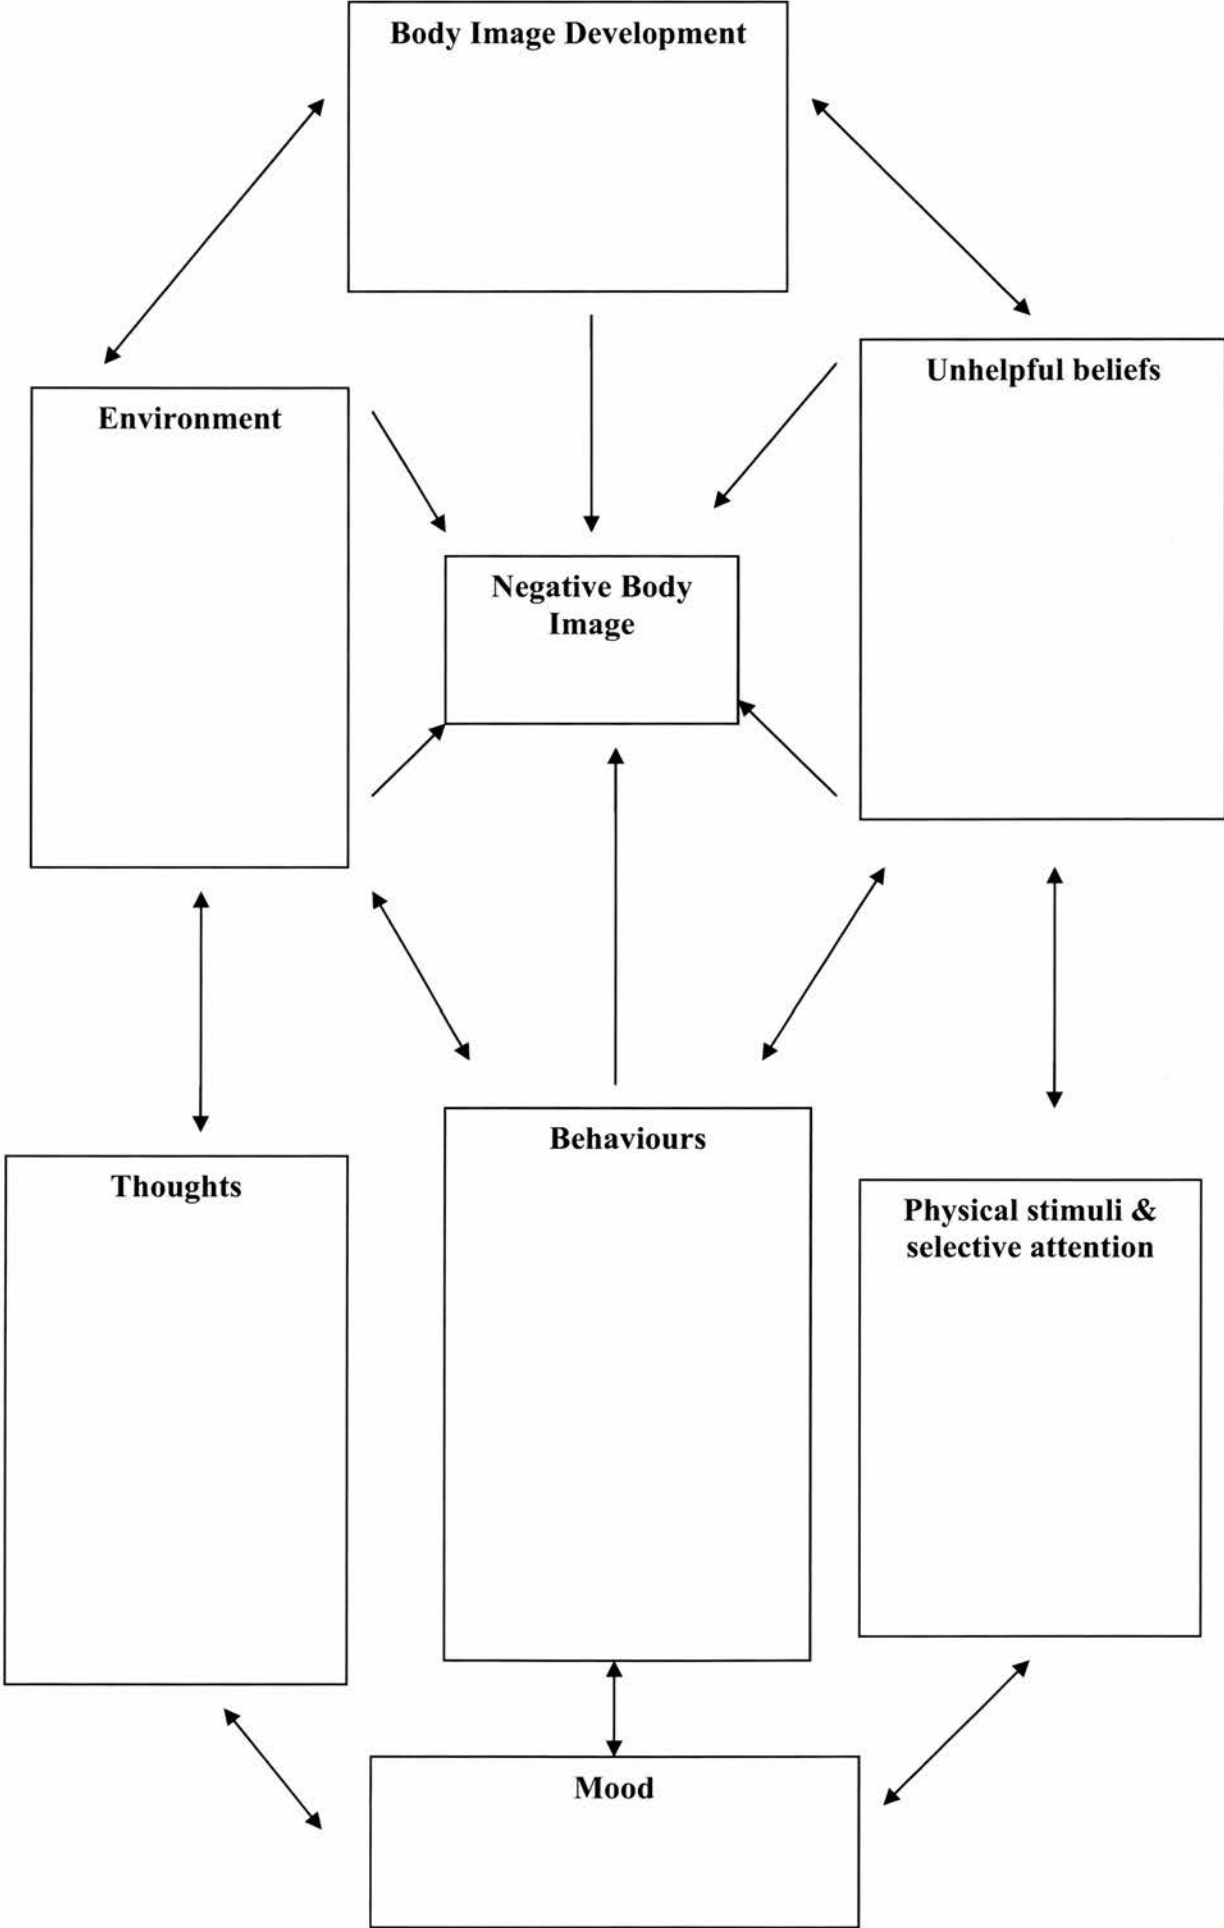 Body Image Development
Unhelpful beliefs
Environment
Negative Body
Image
Behaviours
Thoughts
Physical stimuli &
selective attention
Mood